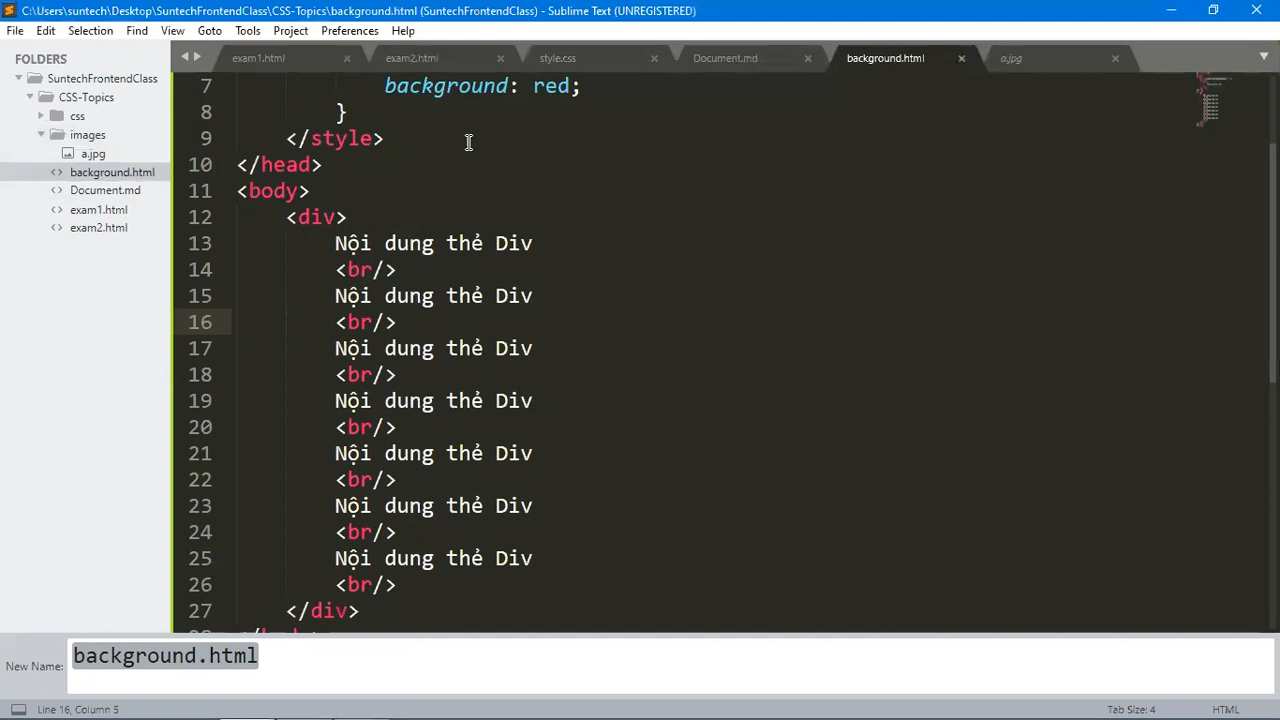 C:\Users\suntech\Desktop\SuntechFrontendClass\CSS-Topics\background.html (SuntechFrontendClass) - Sublime Text (UNREGISTERED)
File Edit Selection Find View Goto Tools Project Preferences Help
FOLDERS
SuntechFrontendClass
CSS-Topics
css
images
a.jpg
background.html
Document.md
exam1.html
exam2.html
exam1.html exam2.html style.css Document.md background.html a.jpg
7 background: red;
8 }
9 </style>
10 </head>
11 <body>
12 <div>
13 Nội dung thẻ Div
14 <br/>
15 Nội dung thẻ Div
16 <br/>
17 Nội dung thẻ Div
18 <br/>
19 Nội dung thẻ Div
20 <br/>
21 Nội dung thẻ Div
22 <br/>
23 Nội dung thẻ Div
24 <br/>
25 Nội dung thẻ Div
26 <br/>
27 </div>
New Name: background.html
Line 16, Column 5 Tab Size: 4 HTML